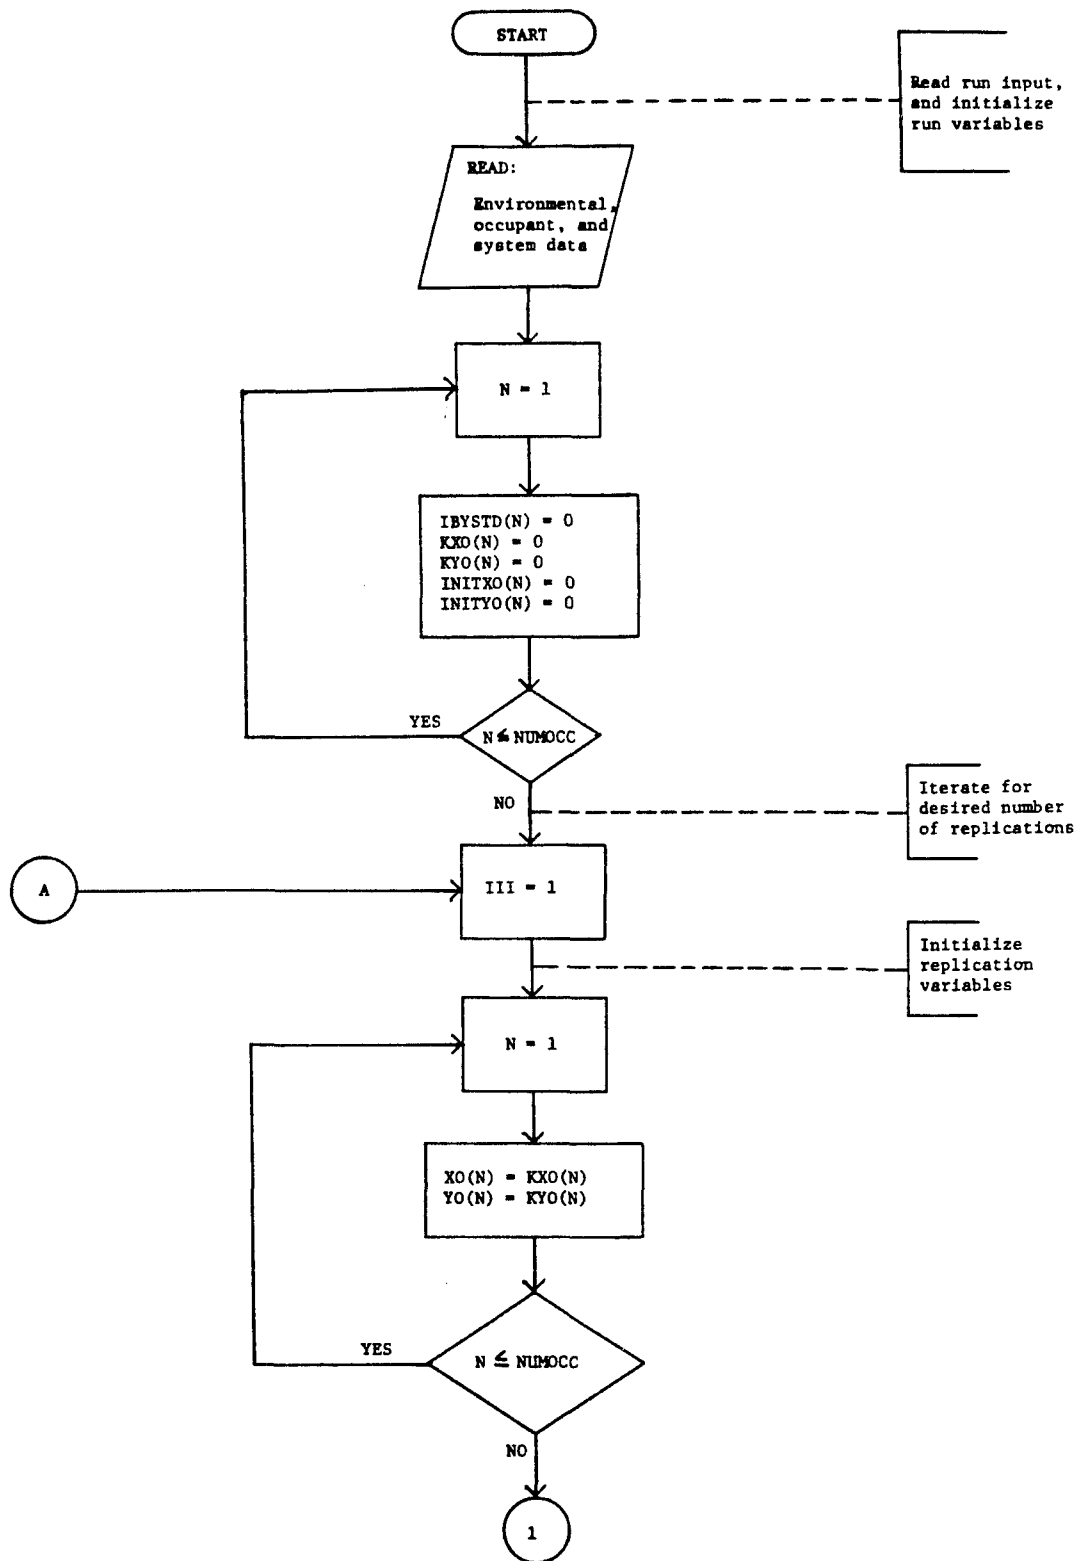 START
Read run input,
and initialize
run variables
READ:
Environmental,
occupant, and
system data
N = 1
IBYSTD(N) = 0
KXO(N) = 0
KYO(N) = 0
INITXO(N) = 0
INITYO(N) = 0
YES
N ≤ NUMOCC
NO
Iterate for
desired number
of replications
A
III = 1
Initialize
replication
variables
N = 1
XO(N) = KXO(N)
YO(N) = KYO(N)
YES
N ≤ NUMOCC
NO
1